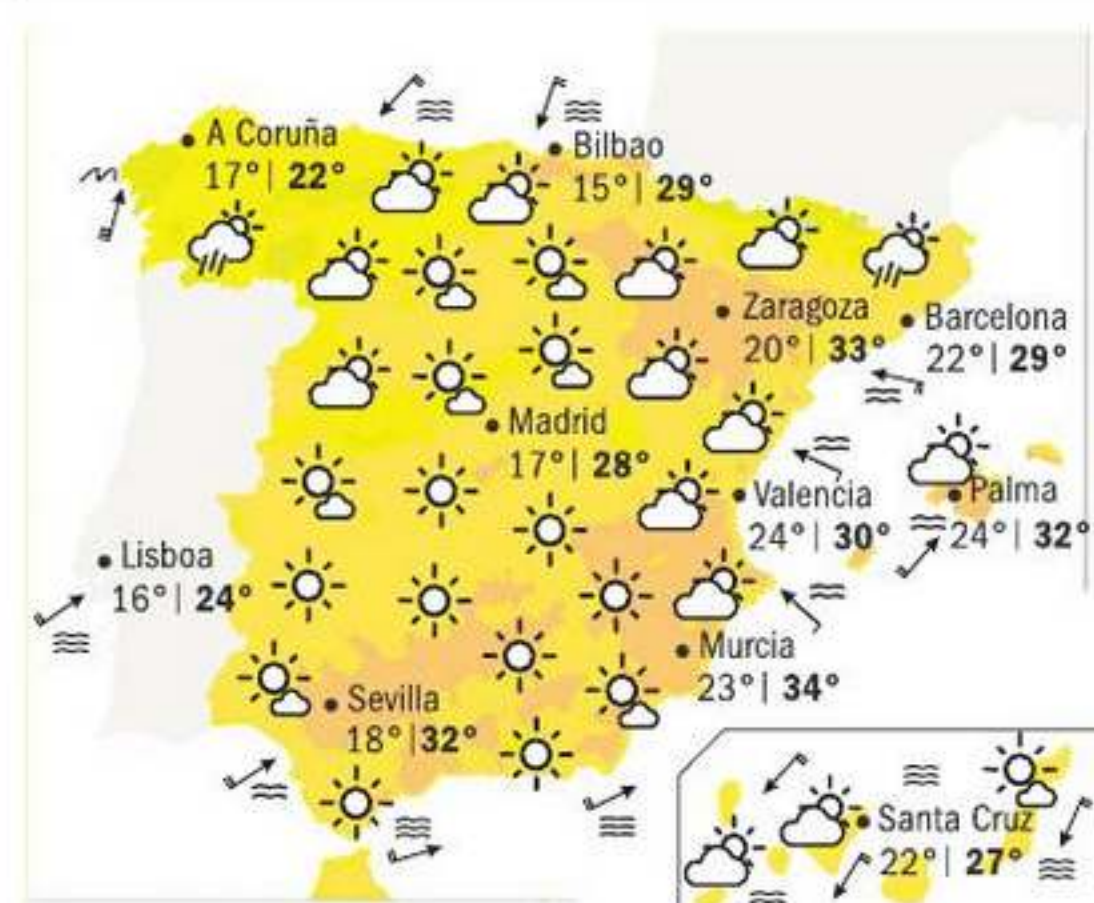 A Coruña
17° | 22°
Bilbao
15° | 29°
Zaragoza
20° | 33°
Barcelona
22° | 29°
Madrid
17° | 28°
Valencia
24° | 30°
Palma
24° | 32°
Lisboa
16° | 24°
Murcia
23° | 34°
Sevilla
18° | 32°
Santa Cruz
22° | 27°